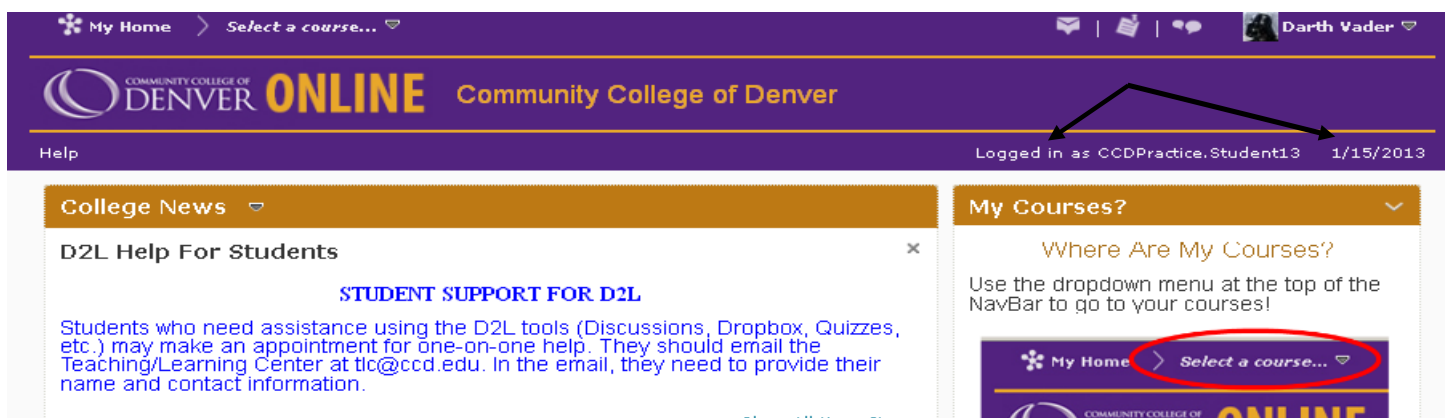 My Home > Select a course...
Darth Vader
COMMUNITY COLLEGE OF
DENVER ONLINE
Community College of Denver
Help
Logged in as CCDPractice.Student13 1/15/2013
College News
D2L Help For Students
STUDENT SUPPORT FOR D2L
Students who need assistance using the D2L tools (Discussions, Dropbox, Quizzes,
etc.) may make an appointment for one-on-one help. They should email the
Teaching/Learning Center at tlc@ccd.edu. In the email, they need to provide their
name and contact information.
My Courses?
Where Are My Courses?
Use the dropdown menu at the top of the
NavBar to go to your courses!
My Home > Select a course...
COMMUNITY COLLEGE OF
ONLINE